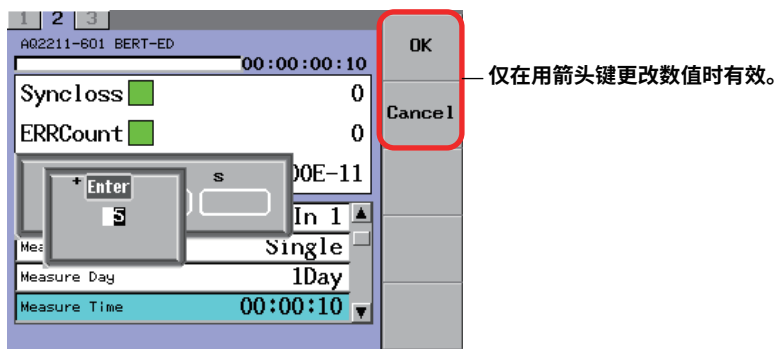 1 2 3
AQ2211-601 BERT-ED
00:00:00:10
OK
仅在用箭头键更改数值时有效。
Syncloss 0
Cancel
ERRCount 0
00E-11
s
+ Enter
5
In 1
Mea Single
Measure Day 1Day
Measure Time 00:00:10